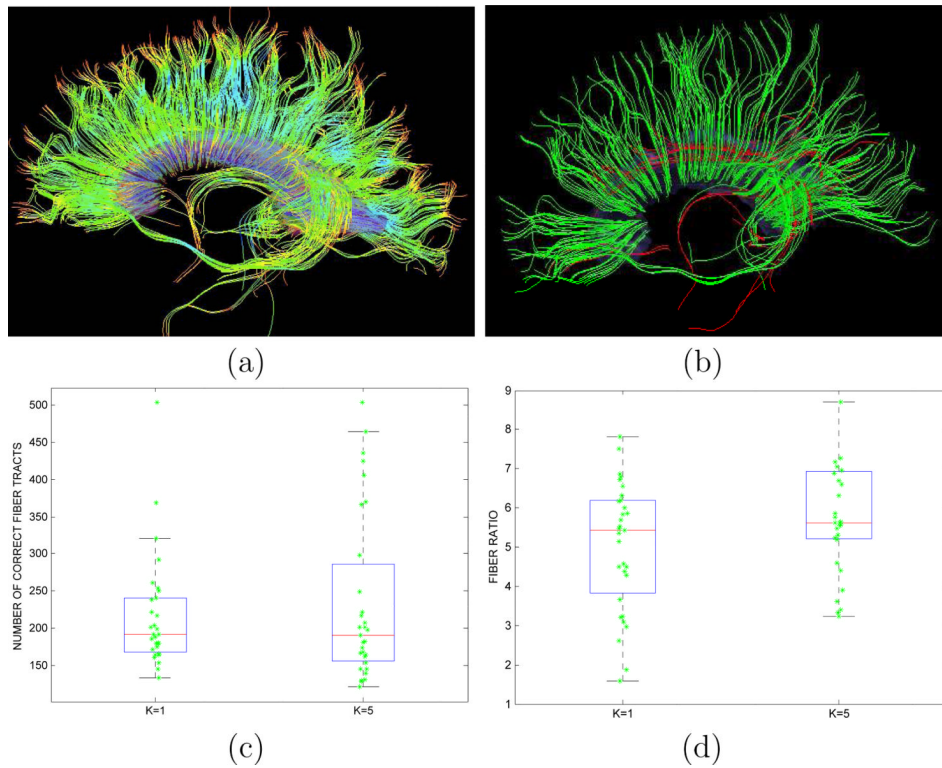 (a)
(b)
NUMBER OF CORRECT FIBER TRACTS
500
450
400
350
300
250
200
150
K=1
K=5
(c)
FIBER RATIO
9
8
7
6
5
4
3
2
1
K=1
K=5
(d)